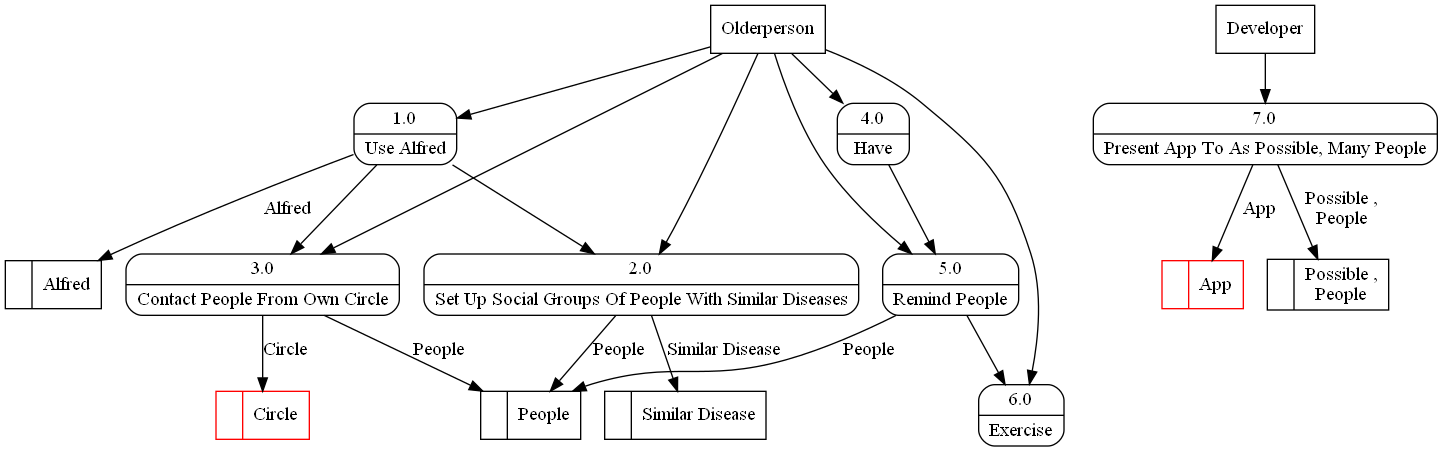 Olderperson
Developer
1.0
Use Alfred
4.0
Have
7.0
Present App To As Possible, Many People
Alfred
App
Possible ,
People
Alfred
3.0
Contact People From Own Circle
2.0
Set Up Social Groups Of People With Similar Diseases
5.0
Remind People
App
Possible ,
People
Circle
People
People
Similar Disease
People
Circle
People
Similar Disease
6.0
Exercise